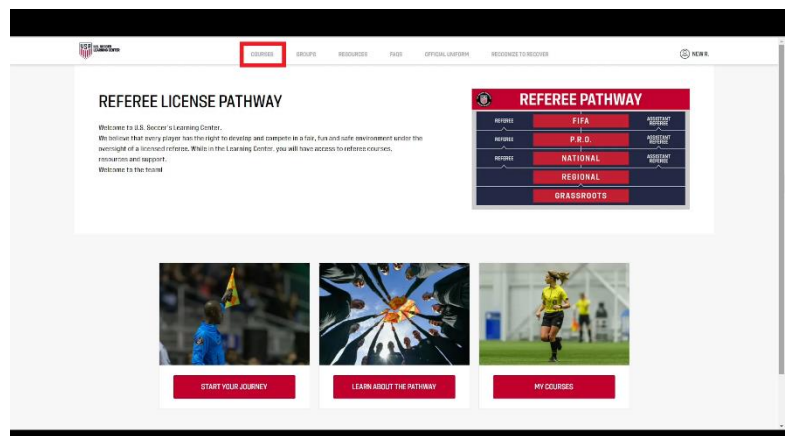 U.S. SOCCER
LEARNING CENTER
COURSES GROUPS RESOURCES FAQS OFFICIAL UNIFORM RECOGNIZE TO RECOVER NEW R.
REFEREE LICENSE PATHWAY
Welcome to U.S. Soccer's Learning Center.
We believe that every player has the right to develop and compete in a fair, fun and safe environment under the
oversight of a licensed referee. While in the Learning Center, you will have access to referee courses,
resources and support.
Welcome to the team!
REFEREE PATHWAY
REFEREE FIFA ASSISTANT REFEREE
REFEREE P.R.O. ASSISTANT REFEREE
REFEREE NATIONAL ASSISTANT REFEREE
REGIONAL
GRASSROOTS
START YOUR JOURNEY
LEARN ABOUT THE PATHWAY
MY COURSES